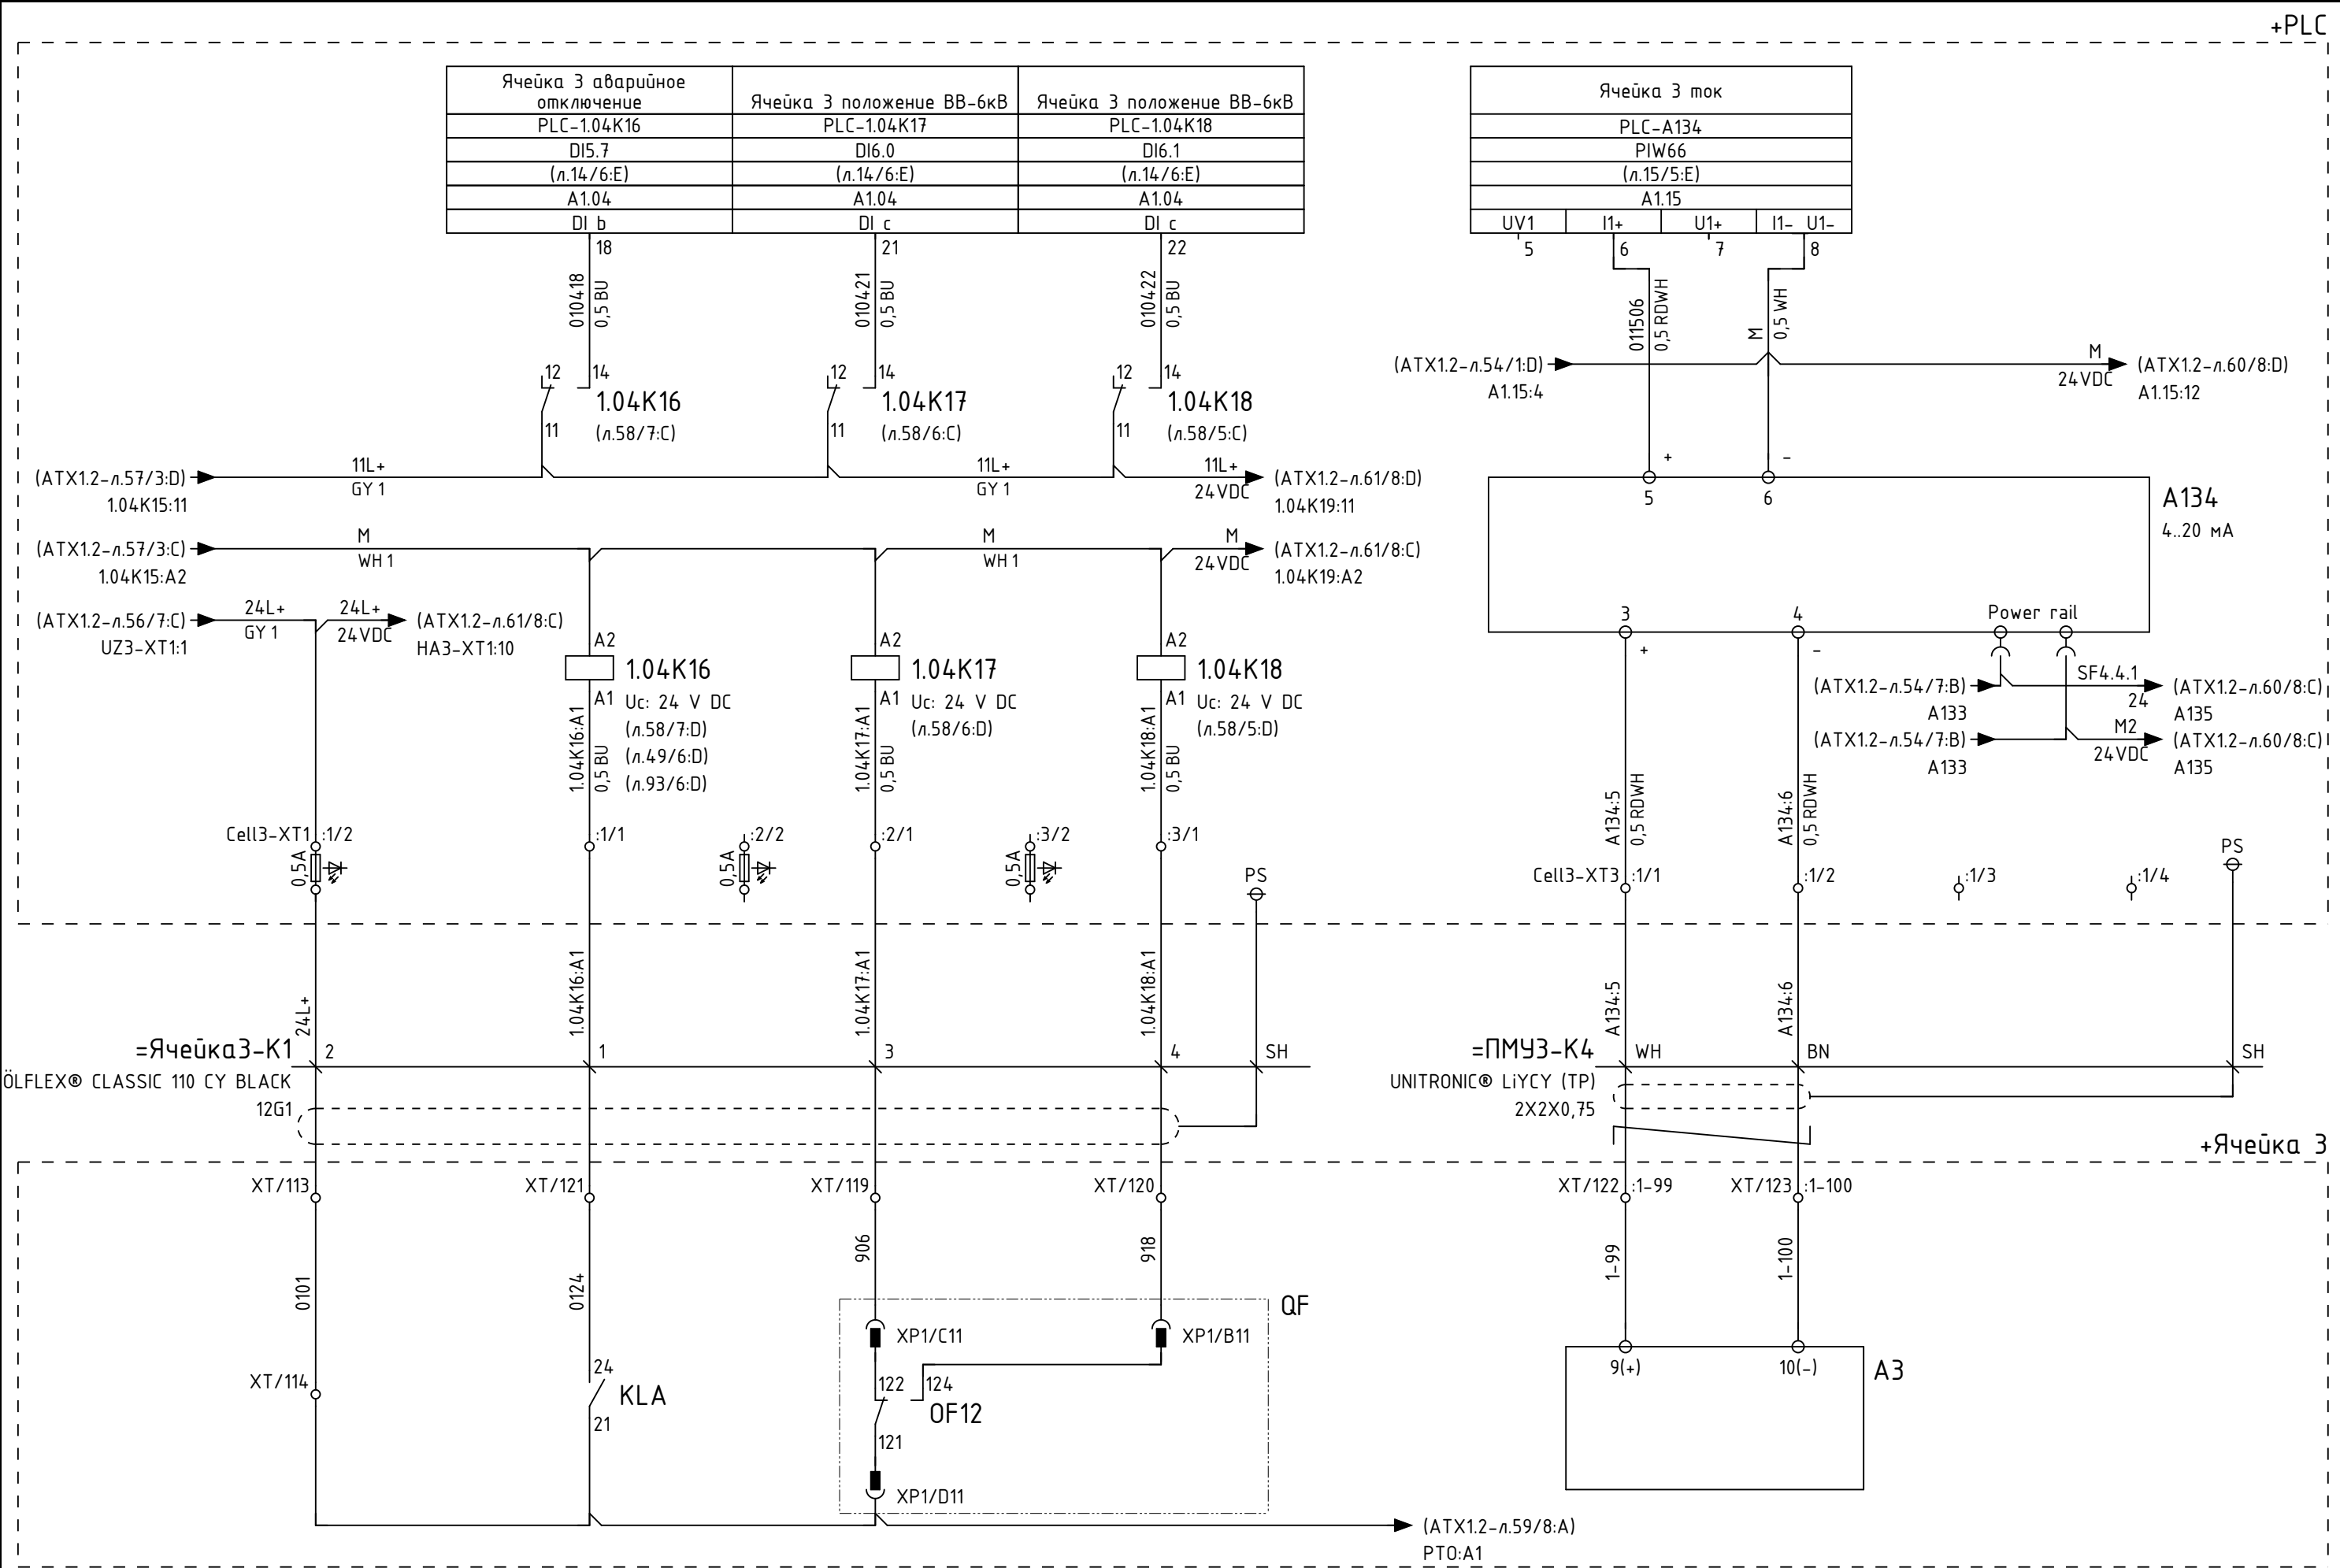 +PLC
Ячейка 3 аварийное
отключение
Ячейка 3 положение ВВ-6кВ
Ячейка 3 положение ВВ-6кВ
Ячейка 3 ток
PLC-1.04K16
PLC-1.04K17
PLC-1.04K18
PLC-A134
DI5.7
DI6.0
DI6.1
PIW66
(л.14/6:E)
(л.14/6:E)
(л.14/6:E)
(л.15/5:E)
A1.04
A1.04
A1.04
A1.15
DI b
DI c
DI c
UV1
I1+
U1+
I1-
U1-
18
21
22
5
6
7
8
010418
0,5 BU
010421
0,5 BU
010422
0,5 BU
011506
0,5 RDWH
M
0,5 WH
12
14
12
14
12
14
1.04K16
1.04K17
1.04K18
11
(л.58/7:C)
11
(л.58/6:C)
11
(л.58/5:C)
(ATX1.2-л.54/1:D)
A1.15:4
M
24VDC
(ATX1.2-л.60/8:D)
A1.15:12
(ATX1.2-л.57/3:D)
1.04K15:11
11L+
GY 1
11L+
GY 1
11L+
24VDC
(ATX1.2-л.61/8:D)
1.04K19:11
+
-
5
6
A134
4..20 мА
(ATX1.2-л.57/3:C)
1.04K15:A2
M
WH 1
M
WH 1
M
24VDC
(ATX1.2-л.61/8:C)
1.04K19:A2
(ATX1.2-л.56/7:C)
UZ3-XT1:1
24L+
GY 1
24L+
24VDC
(ATX1.2-л.61/8:C)
HA3-XT1:10
3
4
Power rail
+
-
A2
A2
A2
1.04K16
1.04K17
1.04K18
A1
Uc: 24 V DC
A1
Uc: 24 V DC
A1
Uc: 24 V DC
(л.58/7:D)
(л.58/6:D)
(л.58/5:D)
(л.49/6:D)
(л.93/6:D)
1.04K16:A1
0,5 BU
1.04K17:A1
0,5 BU
1.04K18:A1
0,5 BU
(ATX1.2-л.54/7:B)
A133
SF4.4.1
24
(ATX1.2-л.60/8:C)
A135
(ATX1.2-л.54/7:B)
A133
M2
24VDC
(ATX1.2-л.60/8:C)
A135
A134:5
0,5 RDWH
A134:6
0,5 RDWH
Cell3-XT1
:1/2
:1/1
:2/2
:2/1
:3/2
:3/1
0,5A
0,5A
0,5A
PS
Cell3-XT3
:1/1
:1/2
:1/3
:1/4
PS
24L+
1.04K16:A1
1.04K17:A1
1.04K18:A1
A134:5
A134:6
=Ячейка3-К1
2
1
3
4
SH
ÖLFLEX® CLASSIC 110 CY BLACK
12G1
=ПМУ3-К4
WH
BN
SH
UNITRONIC® LiYCY (TP)
2X2X0,75
+Ячейка 3
XT/113
XT/121
XT/119
XT/120
XT/122
:1-99
XT/123
:1-100
0101
0124
906
918
1-99
1-100
QF
XP1/C11
XP1/B11
XT/114
24
KLA
21
122
124
OF12
121
XP1/D11
9(+)
10(-)
A3
(ATX1.2-л.59/8:A)
PTO:A1